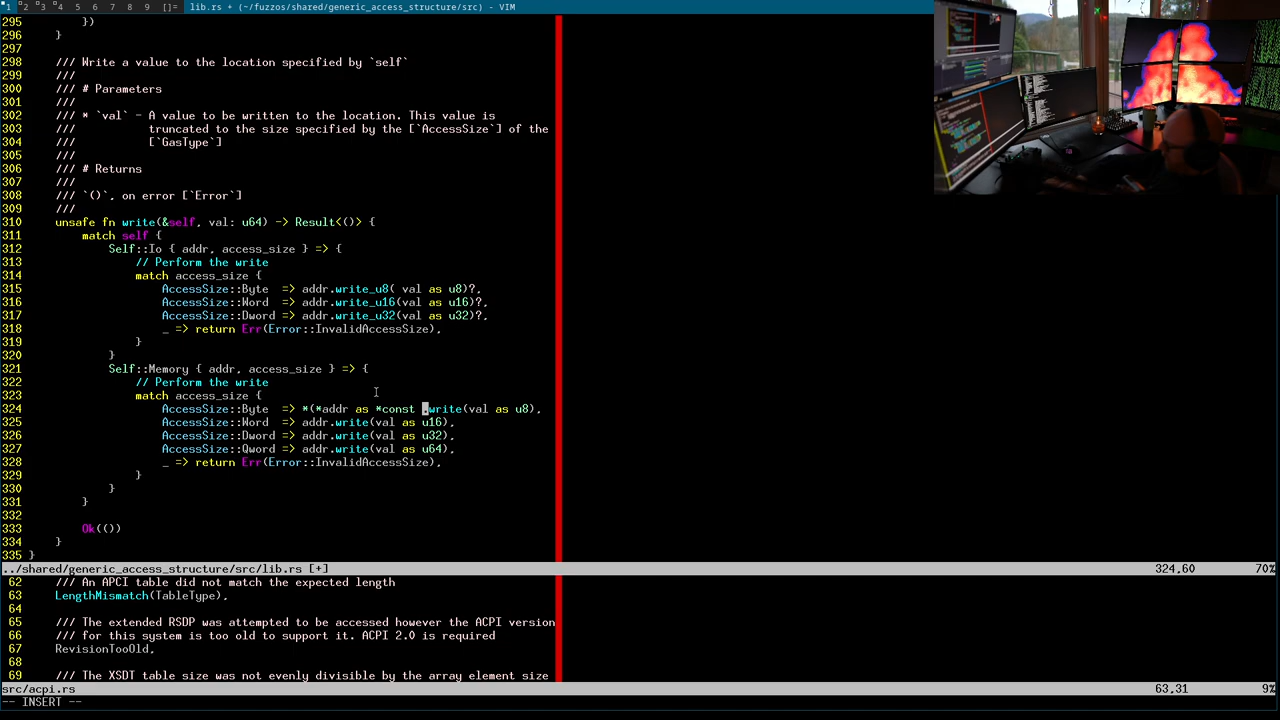 1 2 3 4 5 6 7 8 9 []= lib.rs + (~/fuzzos/shared/generic_access_structure/src) - VIM
295         })
296     }
297
298     /// Write a value to the location specified by `self`
299     ///
300     /// # Parameters
301     ///
302     /// * `val` - A value to be written to the location. This value is
303     ///           truncated to the size specified by the [`AccessSize`] of the
304     ///           [`GasType`]
305     ///
306     /// # Returns
307     ///
308     /// `()`, on error [`Error`]
309     ///
310     unsafe fn write(&self, val: u64) -> Result<()> {
311         match self {
312             Self::Io { addr, access_size } => {
313                 // Perform the write
314                 match access_size {
315                     AccessSize::Byte  => addr.write_u8( val as u8)?,
316                     AccessSize::Word  => addr.write_u16(val as u16)?,
317                     AccessSize::Dword => addr.write_u32(val as u32)?,
318                     _ => return Err(Error::InvalidAccessSize),
319                 }
320             }
321             Self::Memory { addr, access_size } => {
322                 // Perform the write
323                 match access_size {
324                     AccessSize::Byte  => *(*addr as *const .write(val as u8),
325                     AccessSize::Word  => addr.write(val as u16),
326                     AccessSize::Dword => addr.write(val as u32),
327                     AccessSize::Qword => addr.write(val as u64),
328                     _ => return Err(Error::InvalidAccessSize),
329                 }
330             }
331         }
332
333         Ok(())
334     }
335 }
../shared/generic_access_structure/src/lib.rs [+] 324,60 70%
62     /// An APCI table did not match the expected length
63     LengthMismatch(TableType),
64
65     /// The extended RSDP was attempted to be accessed however the ACPI version
66     /// for this system is too old to support it. ACPI 2.0 is required
67     RevisionTooOld,
68
69     /// The XSDT table size was not evenly divisible by the array element size
src/acpi.rs 63,31 9%
-- INSERT --